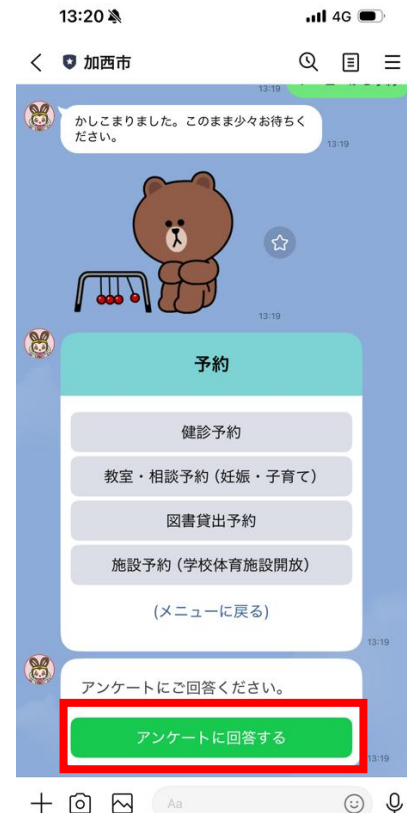 13:20
4G
加西市
13:19
かしこまりました。このまま少々お待ちく
ださい。
13:19
13:19
予約
健診予約
教室・相談予約（妊娠・子育て）
図書貸出予約
施設予約（学校体育施設開放）
(メニューに戻る)
13:19
アンケートにご回答ください。
アンケートに回答する
13:19
Aa